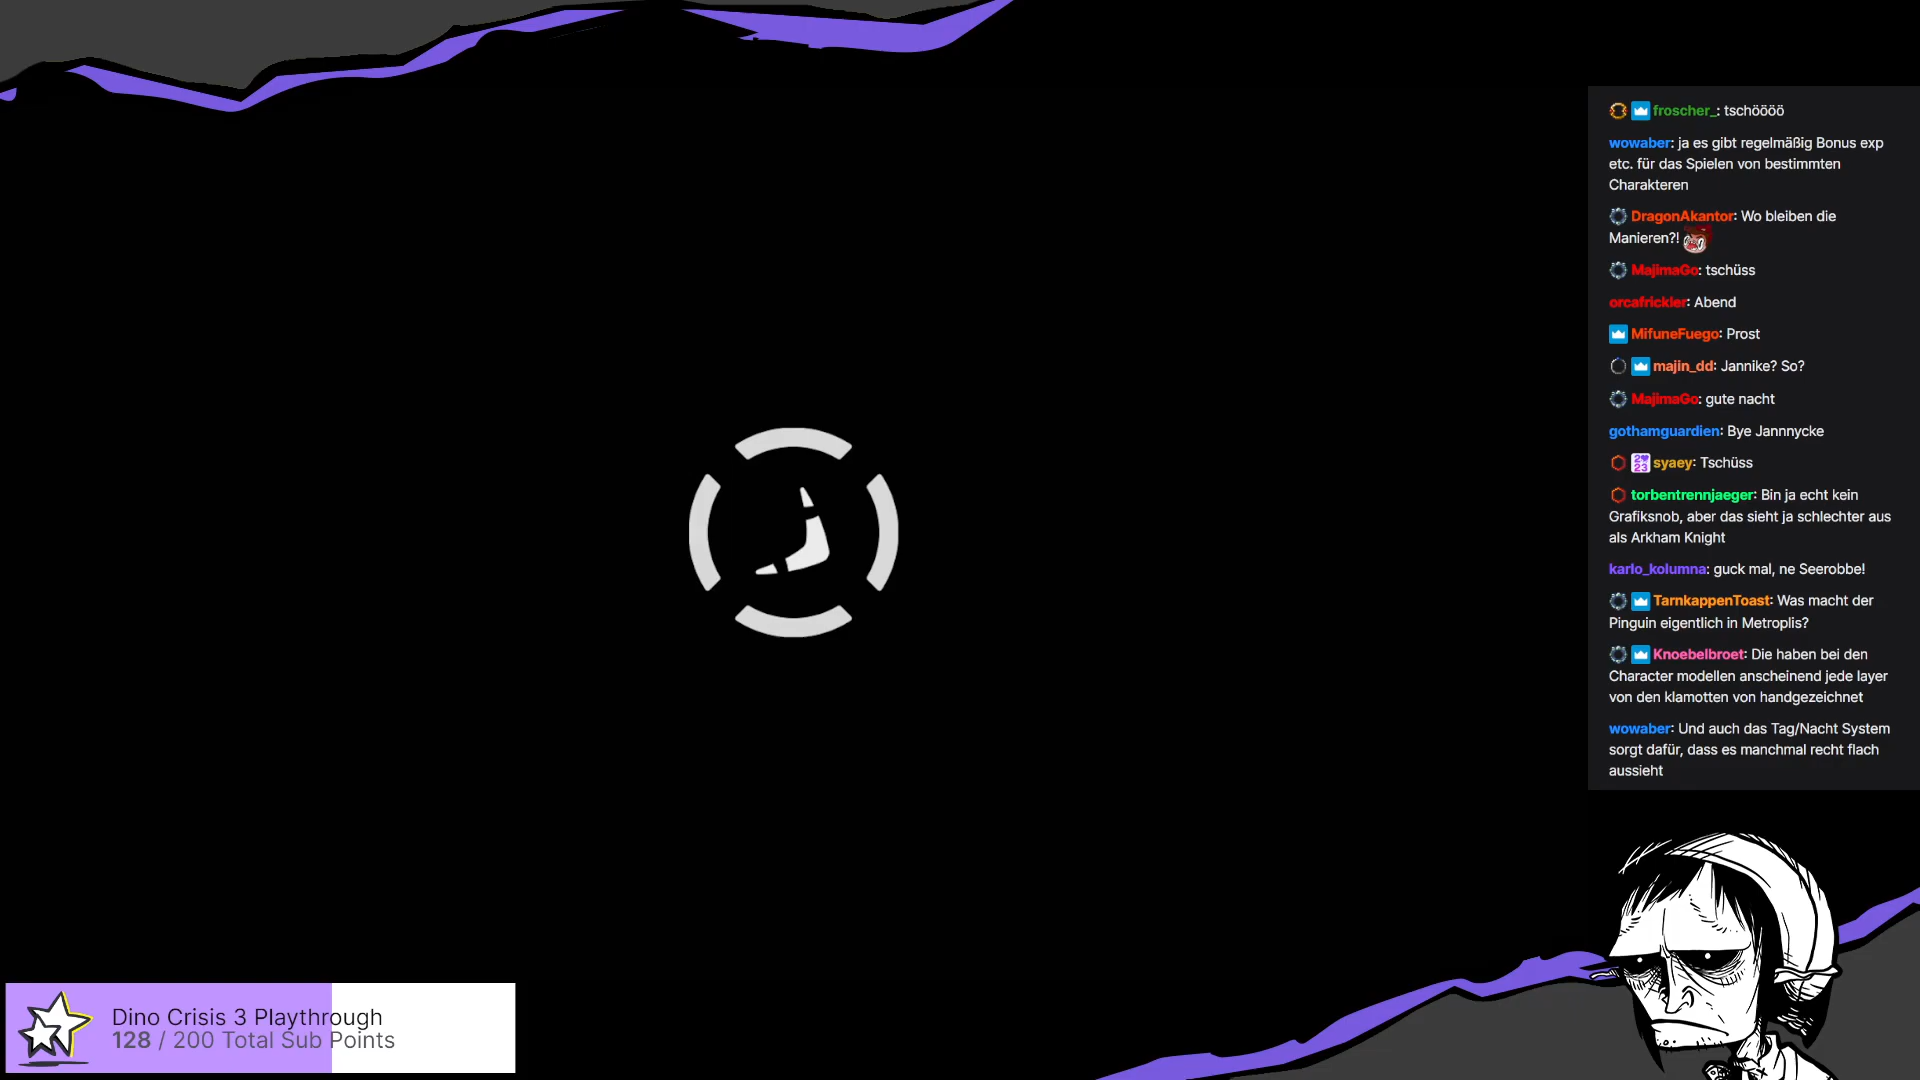 froscher_: tschöööö
wowaber: ja es gibt regelmäßig Bonus exp
etc. für das Spielen von bestimmten
Charakteren
DragonAkantor: Wo bleiben die
Manieren?!
MajimaGo: tschüss
orcafrickler: Abend
MifuneFuego: Prost
majin_dd: Jannike? So?
MajimaGo: gute nacht
gothamguardien: Bye Jannnycke
syaey: Tschüss
torbentrennjaeger: Bin ja echt kein
Grafiksnob, aber das sieht ja schlechter aus
als Arkham Knight
karlo_kolumna: guck mal, ne Seerobbe!
TarnkappenToast: Was macht der
Pinguin eigentlich in Metroplis?
Knoebelbroet: Die haben bei den
Character modellen anscheinend jede layer
von den klamotten von handgezeichnet
wowaber: Und auch das Tag/Nacht System
sorgt dafür, dass es manchmal recht flach
aussieht
Dino Crisis 3 Playthrough
128 / 200 Total Sub Points